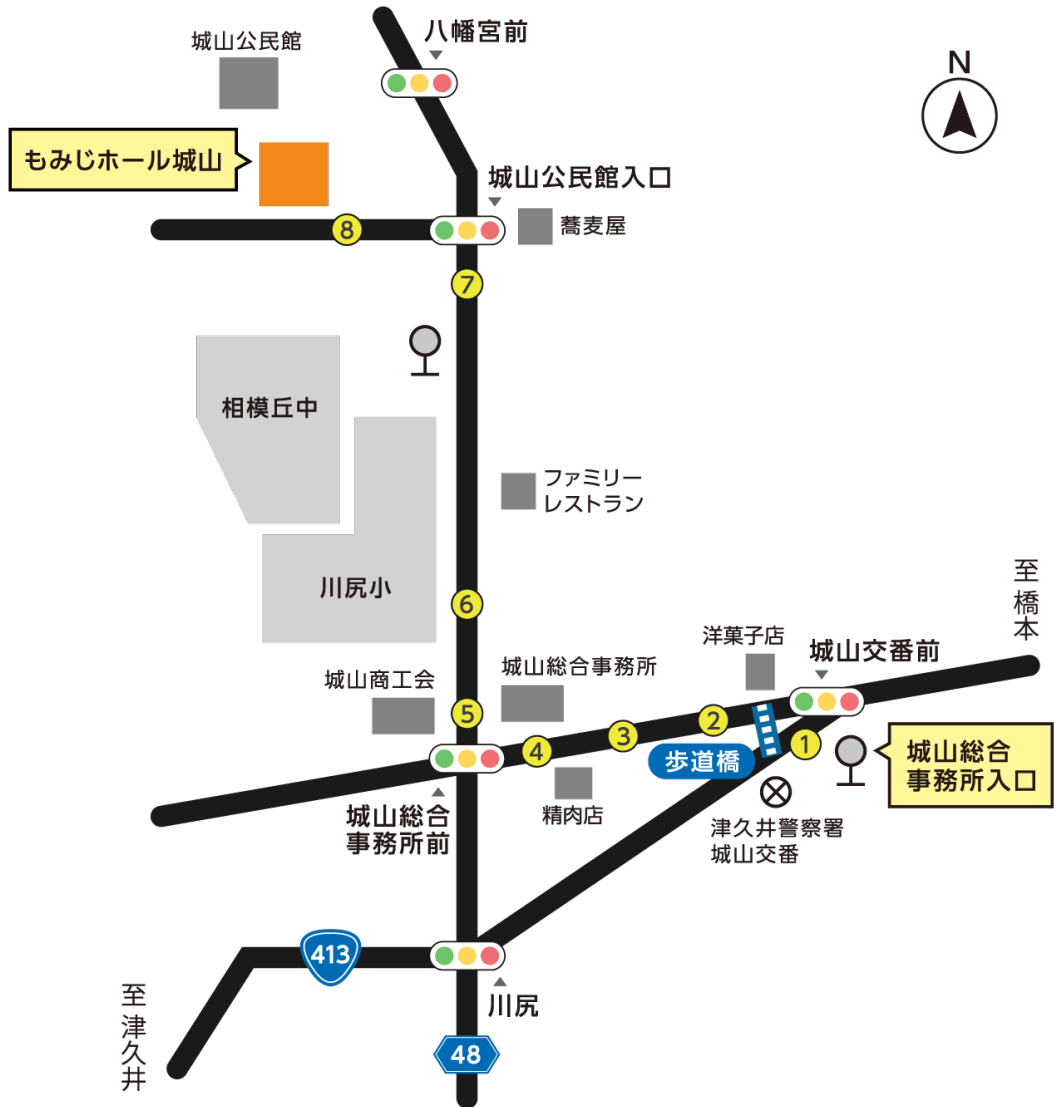 城山公民館
八幡宮前
N
もみじホール城山
城山公民館入口
蕎麦屋
8
7
相模丘中
ファミリー
レストラン
川尻小
6
至橋本
洋菓子店
城山交番前
城山総合事務所
城山商工会
5
2
3
4
1
歩道橋
城山総合
事務所入口
精肉店
城山総合
事務所前
津久井警察署
城山交番
413
川尻
至津久井
48